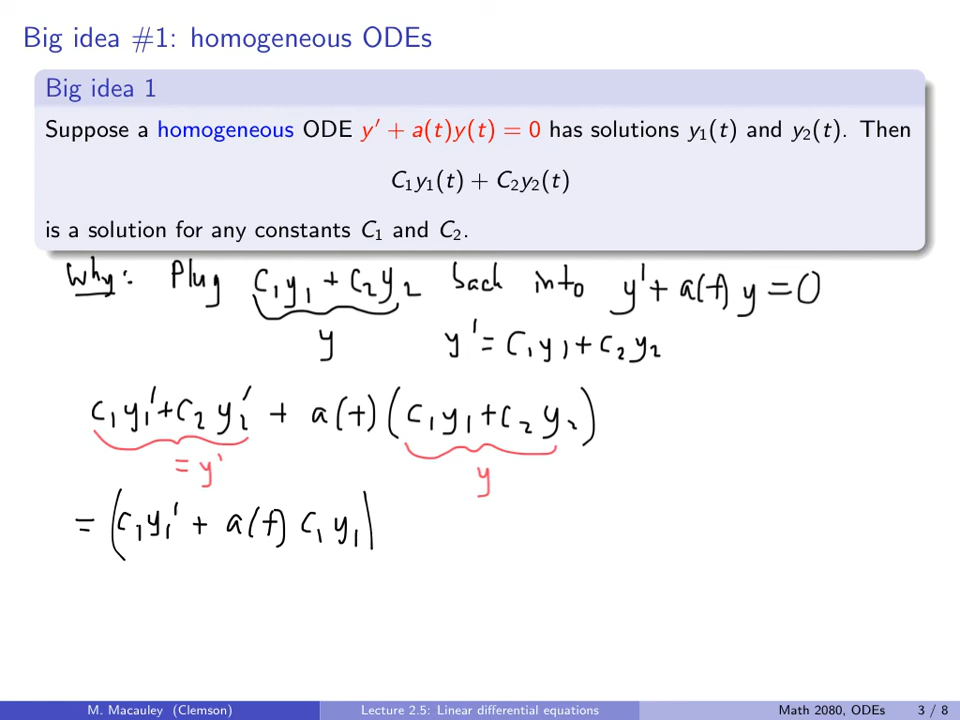 Big idea #1: homogeneous ODEs
Big idea 1
Suppose a homogeneous ODE y′ + a(t)y(t) = 0 has solutions y₁(t) and y₂(t). Then
C₁y₁(t) + C₂y₂(t)
is a solution for any constants C₁ and C₂.
Why: Plug C₁y₁ + C₂y₂ back into y′ + a(t) y = 0
y y′ = C₁y₁ + C₂y₂
C₁y₁′ + C₂y₂′ + a(t) (C₁y₁ + C₂y₂)
= y′ y
= (C₁y₁′ + a(t) C₁y₁)
M. Macauley (Clemson) Lecture 2.5: Linear differential equations Math 2080, ODEs 3 / 8